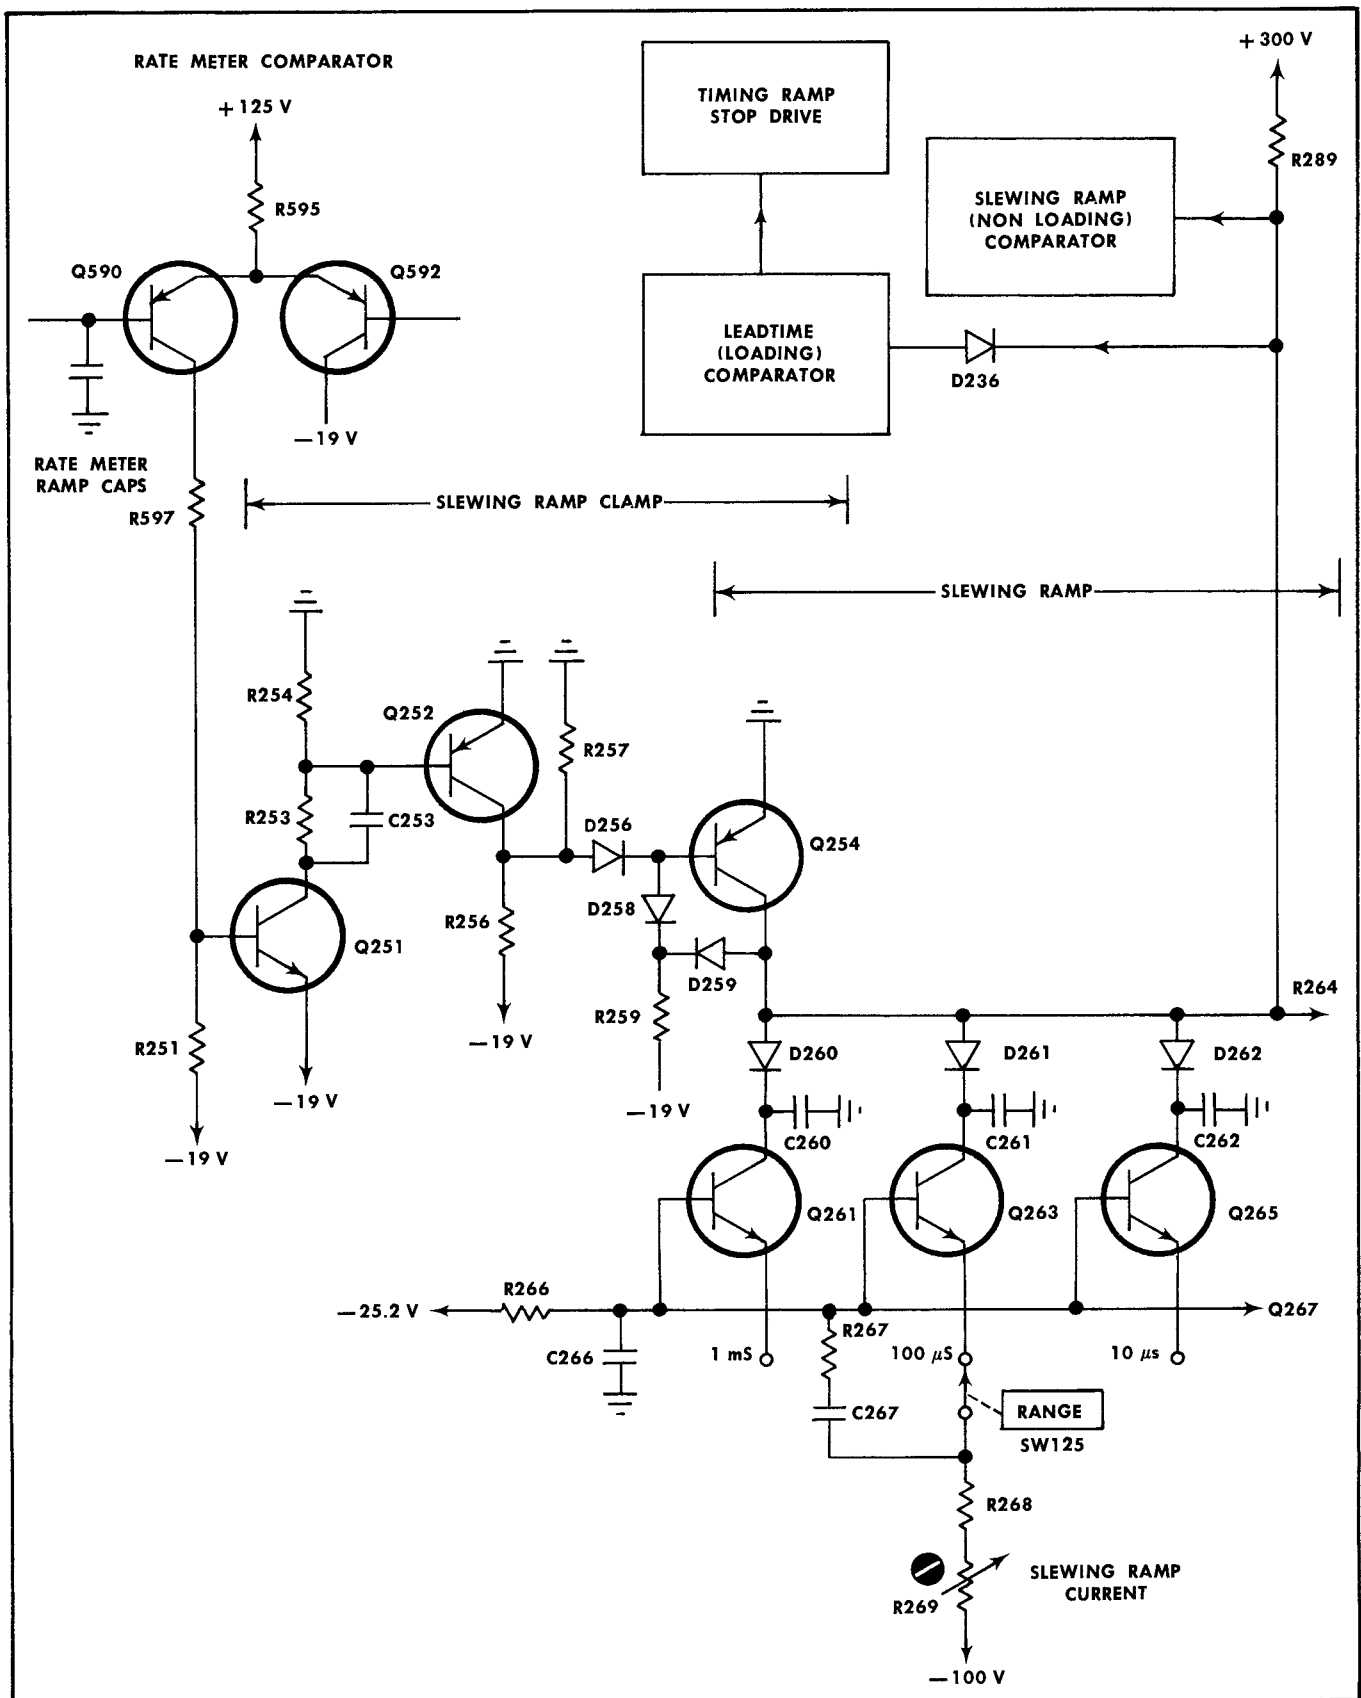 RATE METER COMPARATOR
+125 V
R595
Q590
Q592
—19 V
RATE METER
RAMP CAPS
R597
TIMING RAMP
STOP DRIVE
+300 V
R289
SLEWING RAMP
(NON LOADING)
COMPARATOR
LEADTIME
(LOADING)
COMPARATOR
D236
SLEWING RAMP CLAMP
SLEWING RAMP
R254
Q252
R257
R253
C253
D256
Q254
D258
R256
Q251
D259
R259
R264
R251
—19 V
—19 V
—19 V
—19 V
D260
D261
D262
C260
C261
C262
Q261
Q263
Q265
R266
—25.2 V
Q267
R267
C266
1 mS
100 µS
10 µs
C267
RANGE
SW125
R268
SLEWING RAMP
CURRENT
R269
—100 V